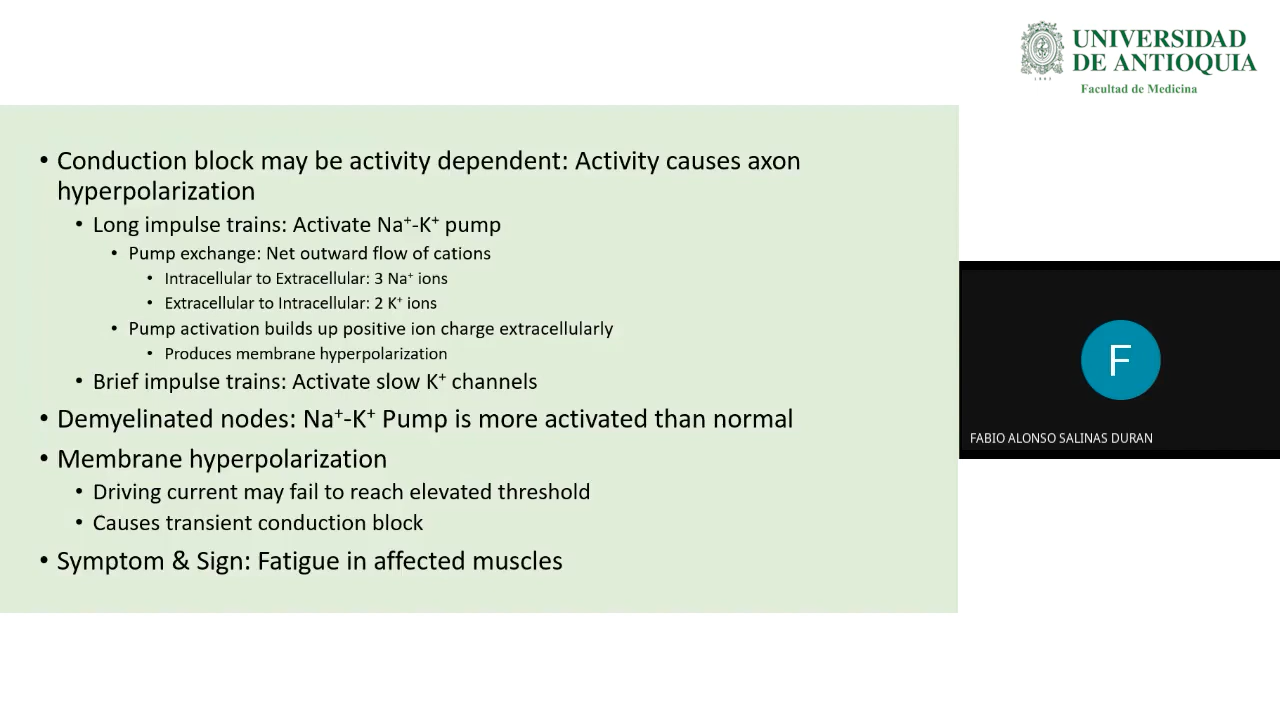 UNIVERSIDAD
DE ANTIOQUIA
1803
Facultad de Medicina
• Conduction block may be activity dependent: Activity causes axon
hyperpolarization
• Long impulse trains: Activate Na⁺-K⁺ pump
• Pump exchange: Net outward flow of cations
• Intracellular to Extracellular: 3 Na⁺ ions
• Extracellular to Intracellular: 2 K⁺ ions
• Pump activation builds up positive ion charge extracellularly
• Produces membrane hyperpolarization
• Brief impulse trains: Activate slow K⁺ channels
• Demyelinated nodes: Na⁺-K⁺ Pump is more activated than normal
• Membrane hyperpolarization
• Driving current may fail to reach elevated threshold
• Causes transient conduction block
• Symptom & Sign: Fatigue in affected muscles
F
FABIO ALONSO SALINAS DURAN